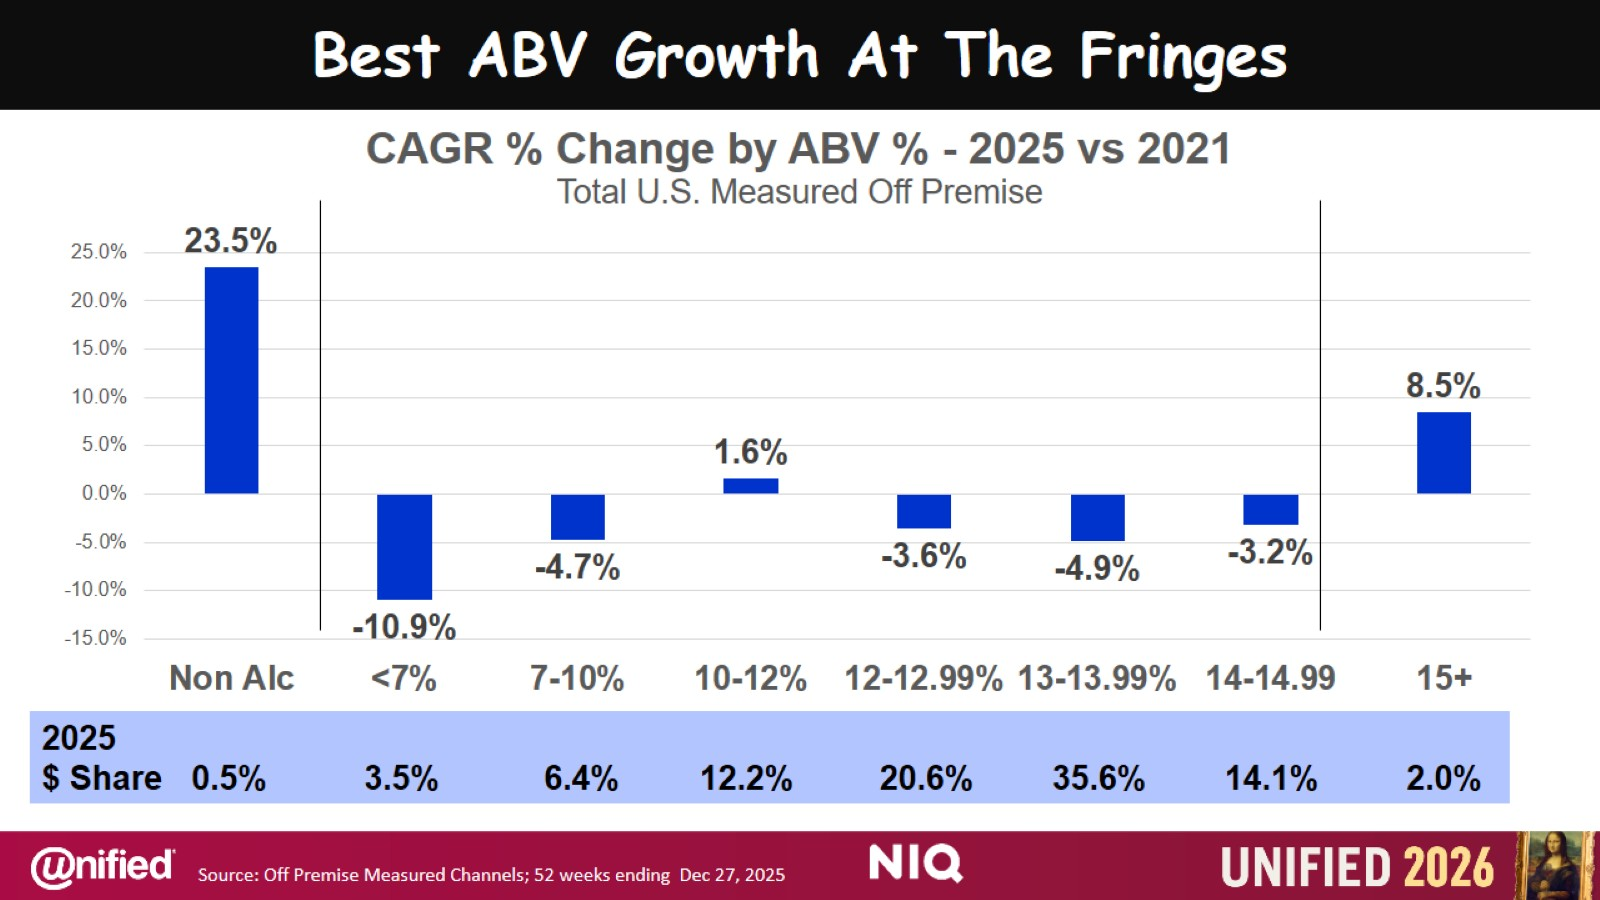 Best ABV Growth At The Fringes
CAGR % Change by ABV % - 2025 vs 2021
Total U.S. Measured Off Premise
25.0%
20.0%
15.0%
10.0%
5.0%
0.0%
-5.0%
-10.0%
-15.0%
23.5%
-10.9%
-4.7%
1.6%
-3.6%
-4.9%
-3.2%
8.5%
Non Alc <7% 7-10% 10-12% 12-12.99% 13-13.99% 14-14.99 15+
2025
$ Share 0.5% 3.5% 6.4% 12.2% 20.6% 35.6% 14.1% 2.0%
unified
Source: Off Premise Measured Channels; 52 weeks ending Dec 27, 2025
NIQ
UNIFIED 2026